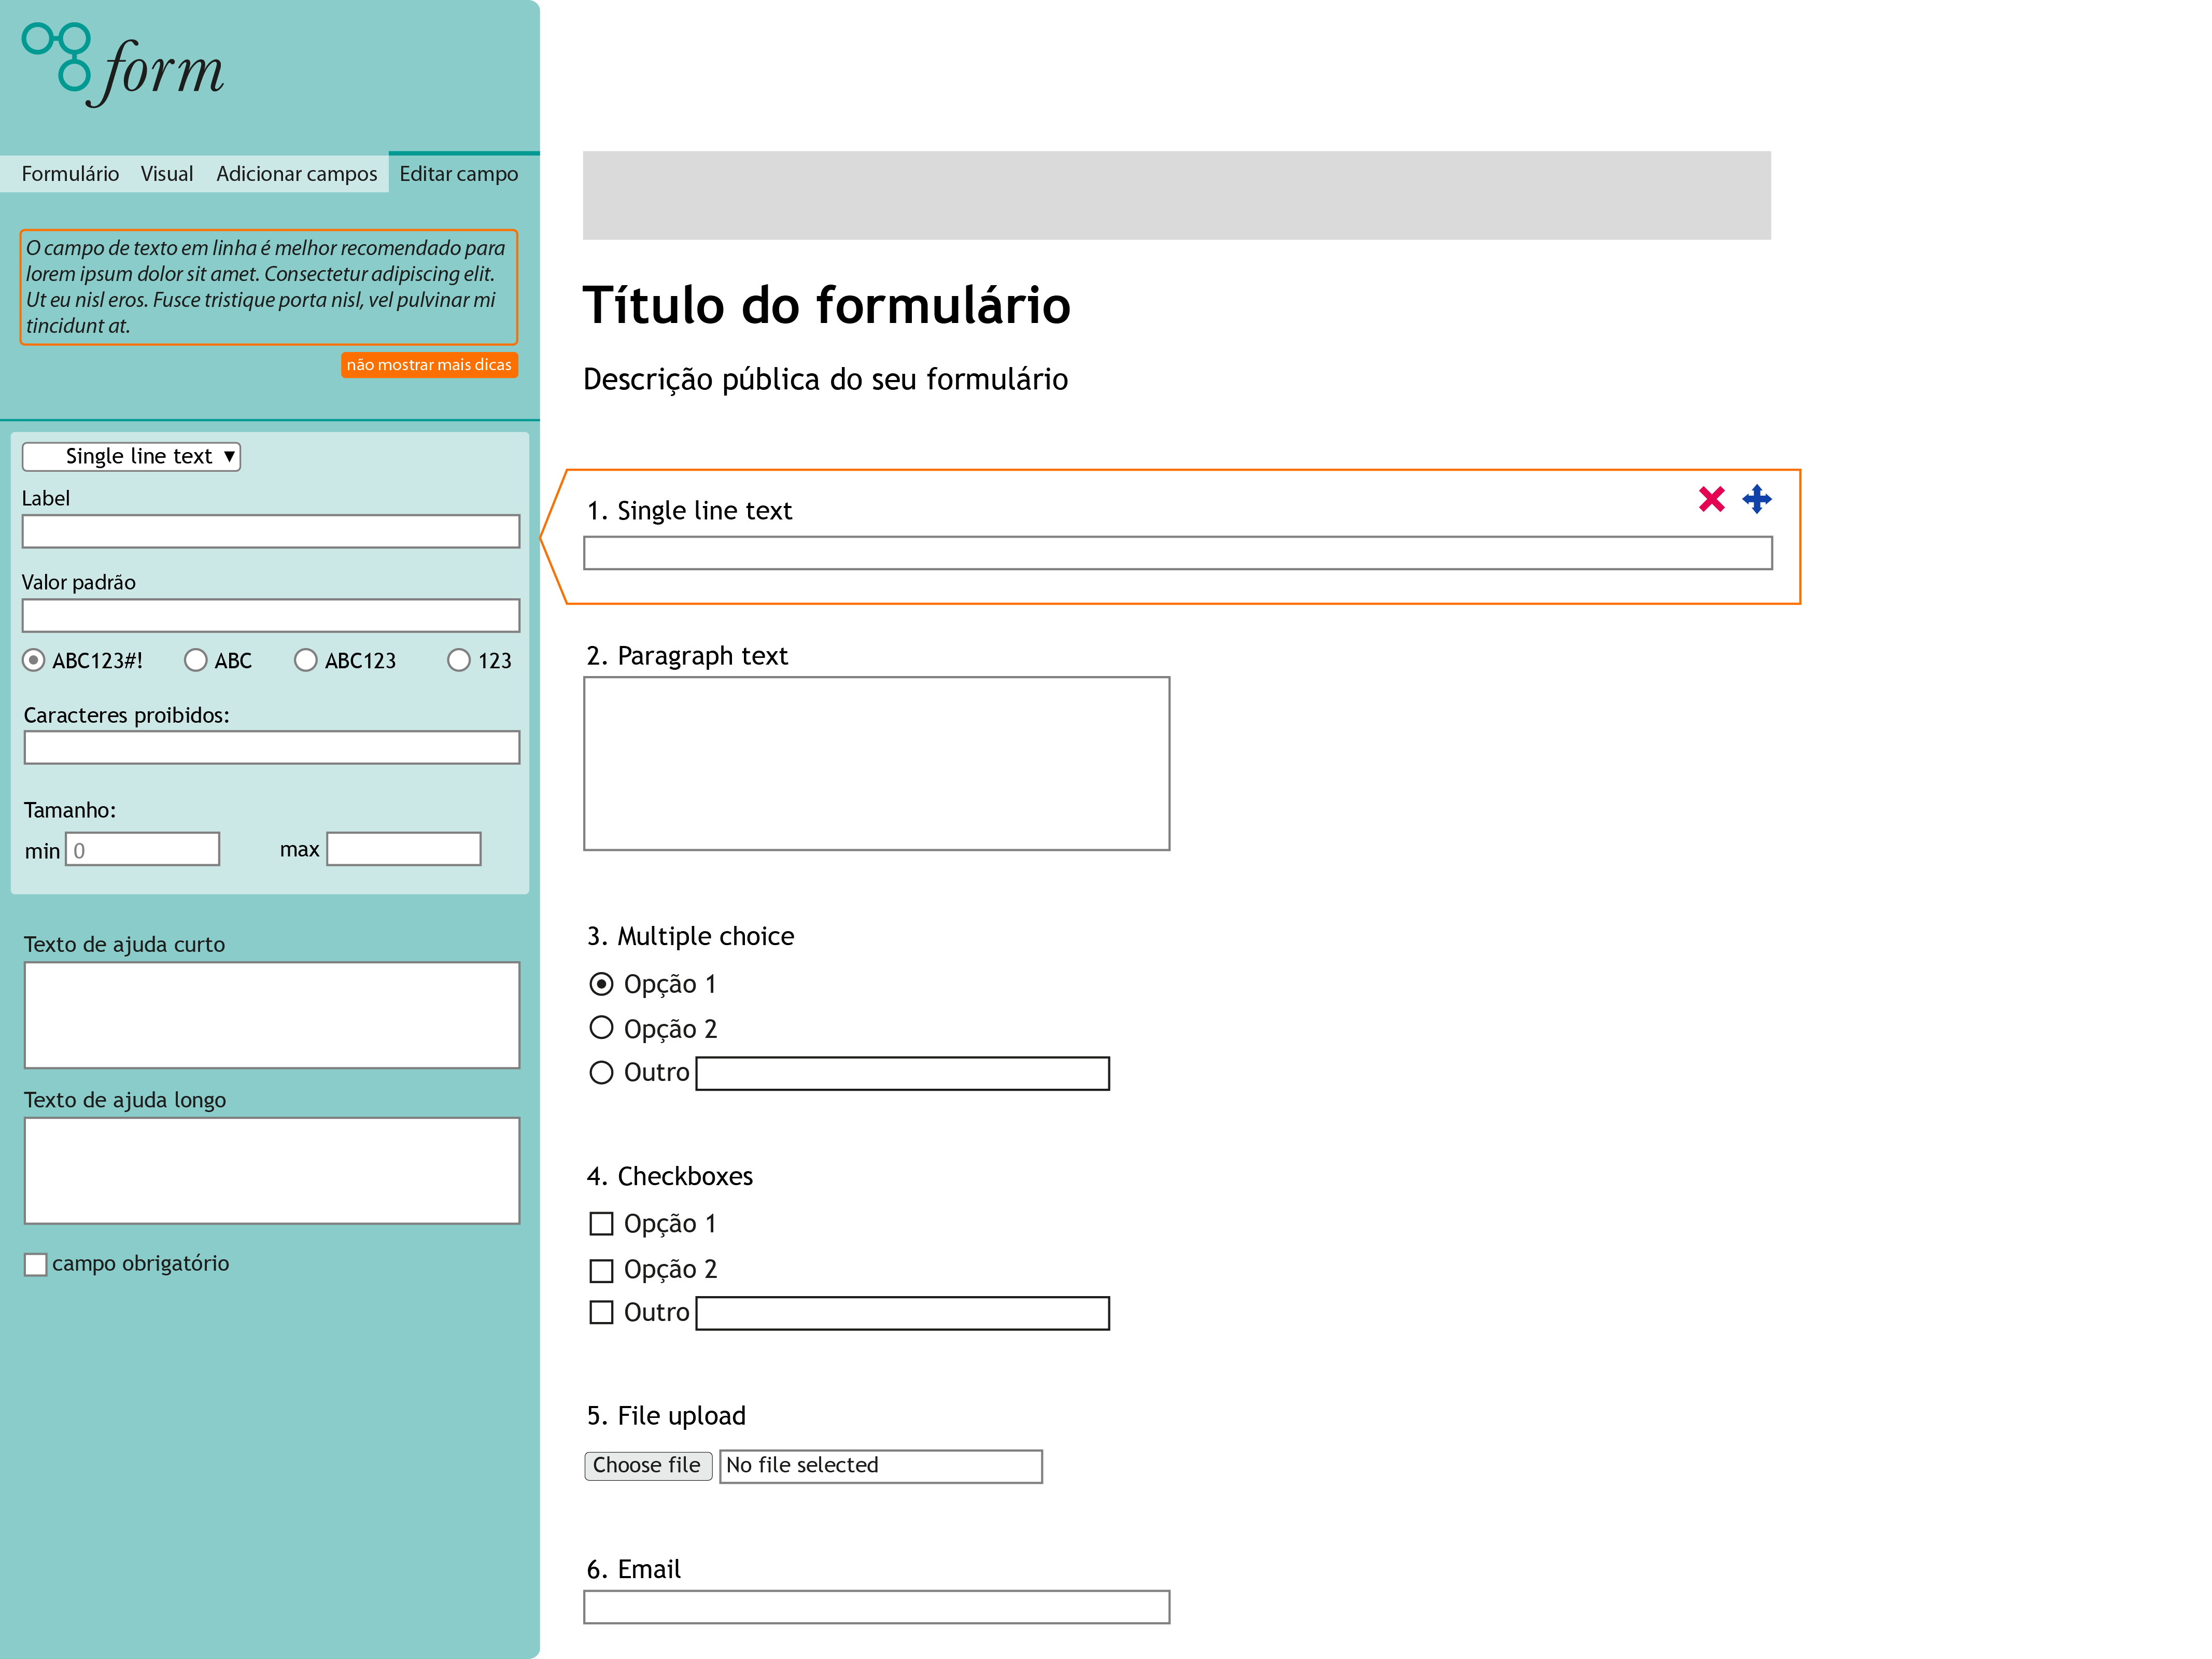 form
Formulário Visual Adicionar campos Editar campo
O campo de texto em linha é melhor recomendado para
lorem ipsum dolor sit amet. Consectetur adipiscing elit.
Ut eu nisl eros. Fusce tristique porta nisl, vel pulvinar mi
tincidunt at.
não mostrar mais dicas
Single line text ▼
Label
Valor padrão
ABC123#! ABC ABC123 123
Caracteres proibidos:
Tamanho:
min 0 max
Texto de ajuda curto
Texto de ajuda longo
campo obrigatório
Título do formulário
Descrição pública do seu formulário
1. Single line text
2. Paragraph text
3. Multiple choice
Opção 1
Opção 2
Outro
4. Checkboxes
Opção 1
Opção 2
Outro
5. File upload
Choose file No file selected
6. Email